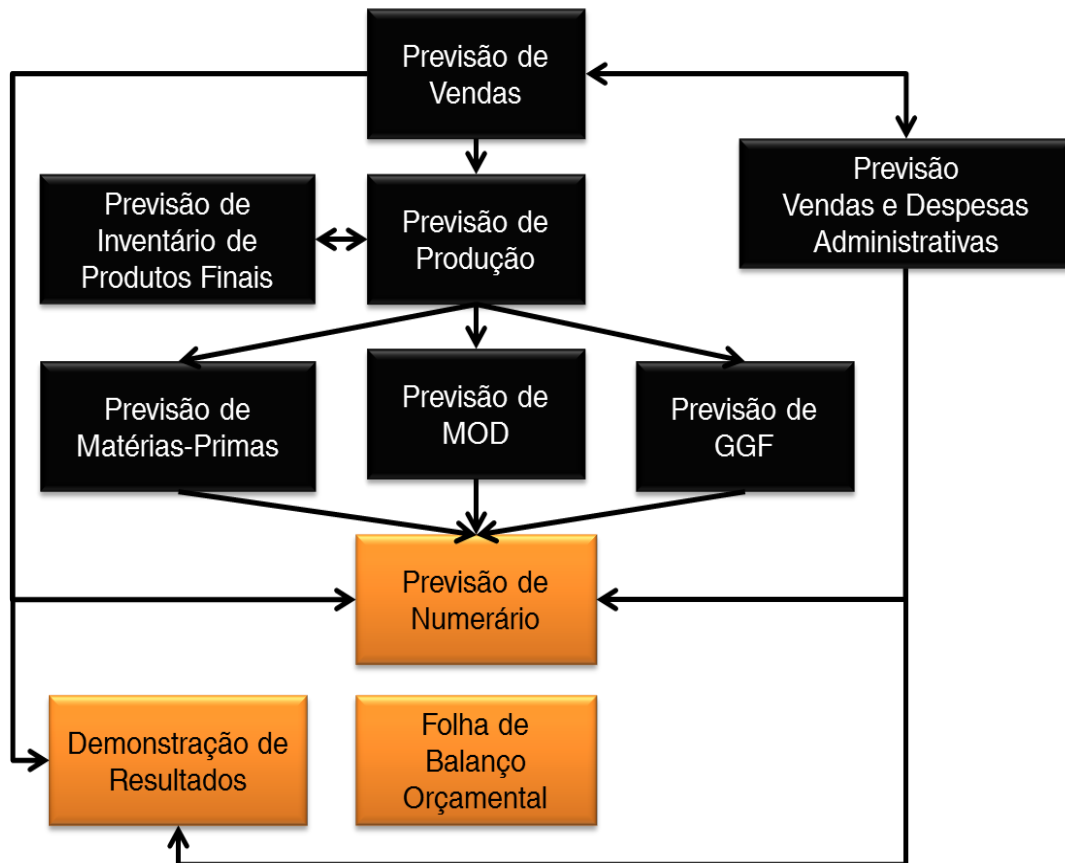 Previsão de
Vendas
Previsão
Vendas e Despesas
Administrativas
Previsão de
Inventário de
Produtos Finais
Previsão de
Produção
Previsão de
Matérias-Primas
Previsão de
MOD
Previsão de
GGF
Previsão de
Numerário
Demonstração de
Resultados
Folha de
Balanço
Orçamental